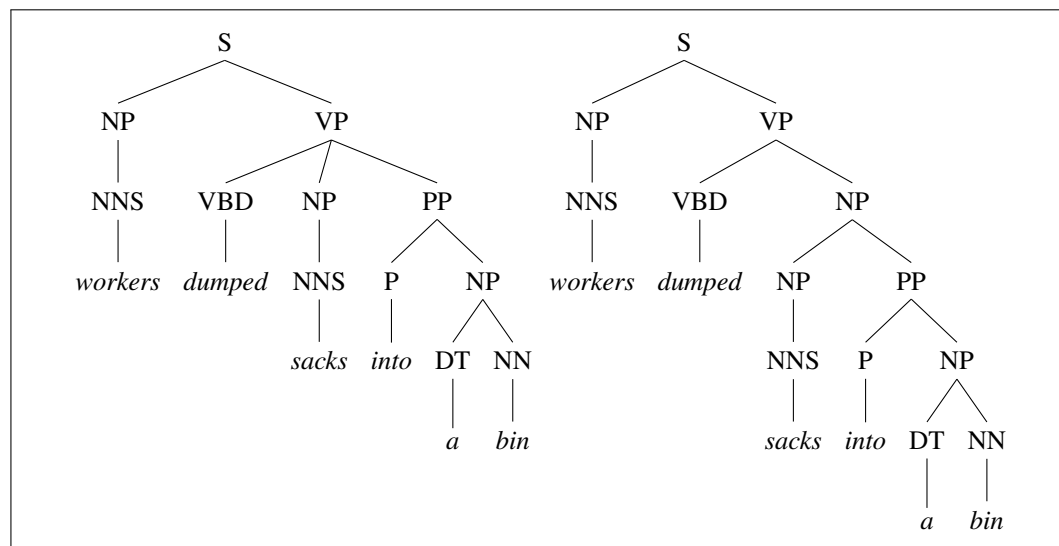 S S
NP VP NP VP
NNS VBD NP PP NNS VBD NP
workers dumped NNS P NP workers dumped NP PP
sacks into DT NN NNS P NP
a bin sacks into DT NN
a bin